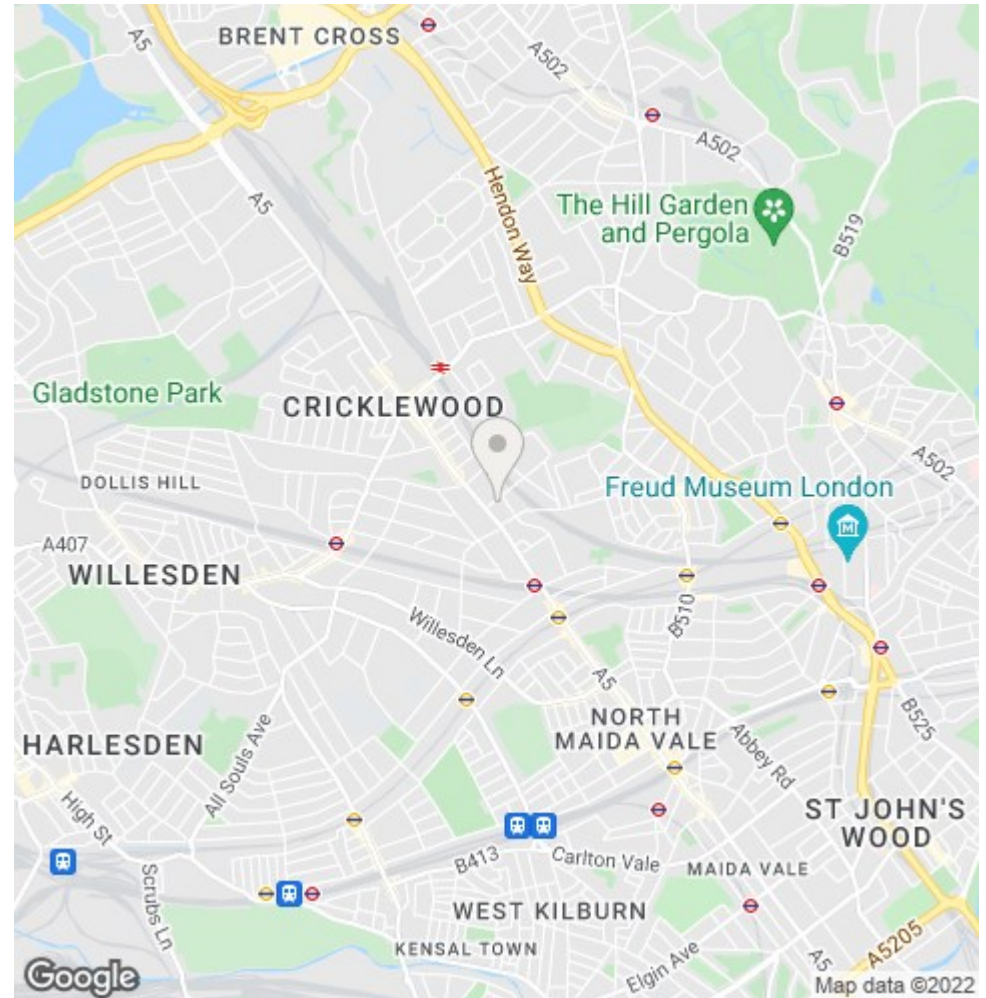 BRENT CROSS
A5
A502
A502
A5
Hendon Way
The Hill Garden
and Pergola
B519
Gladstone Park
CRICKLEWOOD
A502
DOLLIS HILL
Freud Museum London
A407
WILLESDEN
Willesden Ln
B510
A5
NORTH
MAIDA VALE
Abbey Rd
B525
HARLESDEN
All Souls Ave
High St
ST JOHN'S
WOOD
B413
Carlton Vale
MAIDA VALE
Scrubs Ln
WEST KILBURN
KENSAL TOWN
Elgin Ave
A5
A5205
Google
Map data ©2022